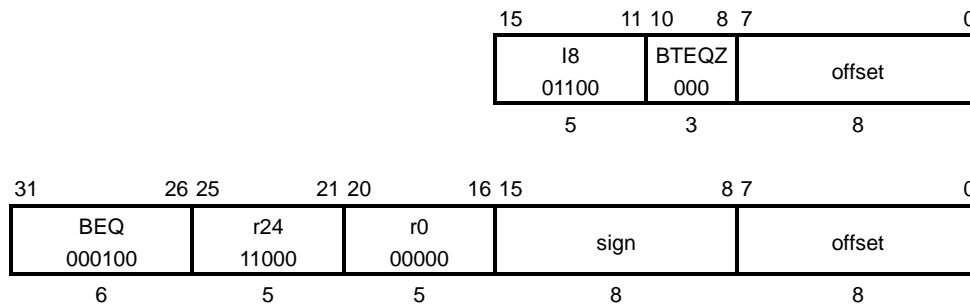 15 11 10 8 7 0
I8 BTEQZ offset
01100 000
5 3 8
31 26 25 21 20 16 15 8 7 0
BEQ r24 r0 sign offset
000100 11000 00000
6 5 5 8 8